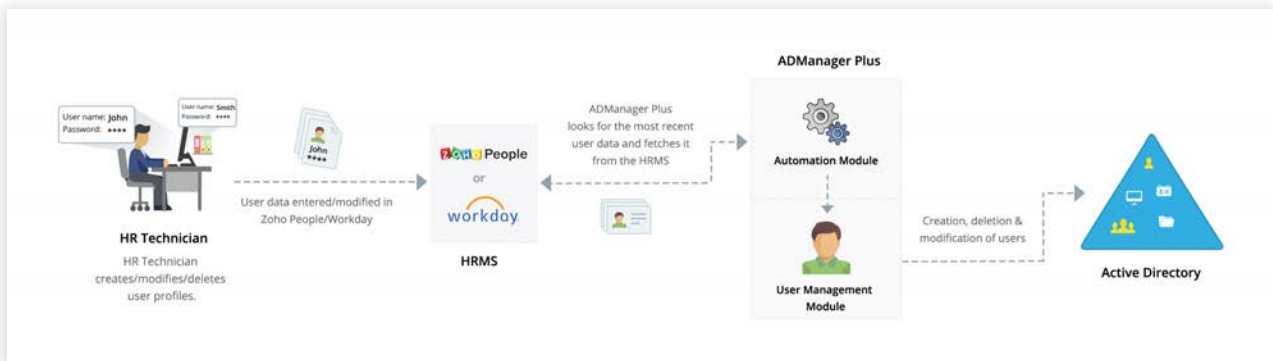 User name: John
Password: ****
User name: Smith
Password: ****
HR Technician
HR Technician
creates/modifies/deletes
user profiles.
John
****
User data entered/modified in
Zoho People/Workday
ZOHO People
or
workday
HRMS
ADManager Plus
looks for the most recent
user data and fetches it
from the HRMS
ADManager Plus
Automation Module
User Management
Module
Creation, deletion &
modification of users
Active Directory